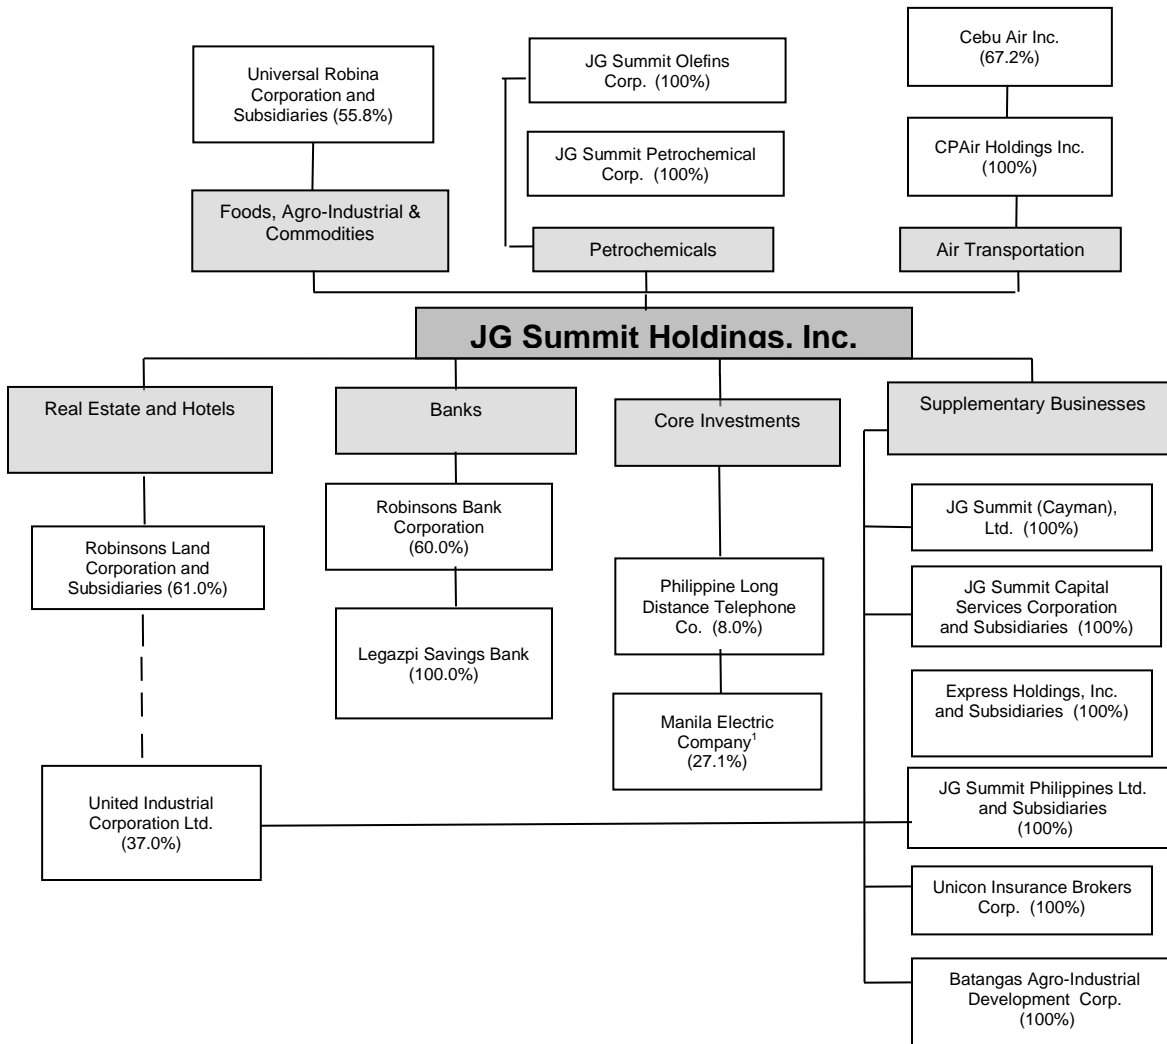 Universal Robina
Corporation and
Subsidiaries (55.8%)
JG Summit Olefins
Corp. (100%)
JG Summit Petrochemical
Corp. (100%)
Cebu Air Inc.
(67.2%)
CPAir Holdings Inc.
(100%)
Foods, Agro-Industrial &
Commodities
Petrochemicals
Air Transportation
JG Summit Holdings, Inc.
Real Estate and Hotels
Banks
Core Investments
Supplementary Businesses
Robinsons Land
Corporation and
Subsidiaries (61.0%)
United Industrial
Corporation Ltd.
(37.0%)
Robinsons Bank
Corporation
(60.0%)
Legazpi Savings Bank
(100.0%)
Philippine Long
Distance Telephone
Co. (8.0%)
Manila Electric
Company¹
(27.1%)
JG Summit (Cayman),
Ltd. (100%)
JG Summit Capital
Services Corporation
and Subsidiaries (100%)
Express Holdings, Inc.
and Subsidiaries (100%)
JG Summit Philippines Ltd.
and Subsidiaries
(100%)
Unicon Insurance Brokers
Corp. (100%)
Batangas Agro-Industrial
Development Corp.
(100%)